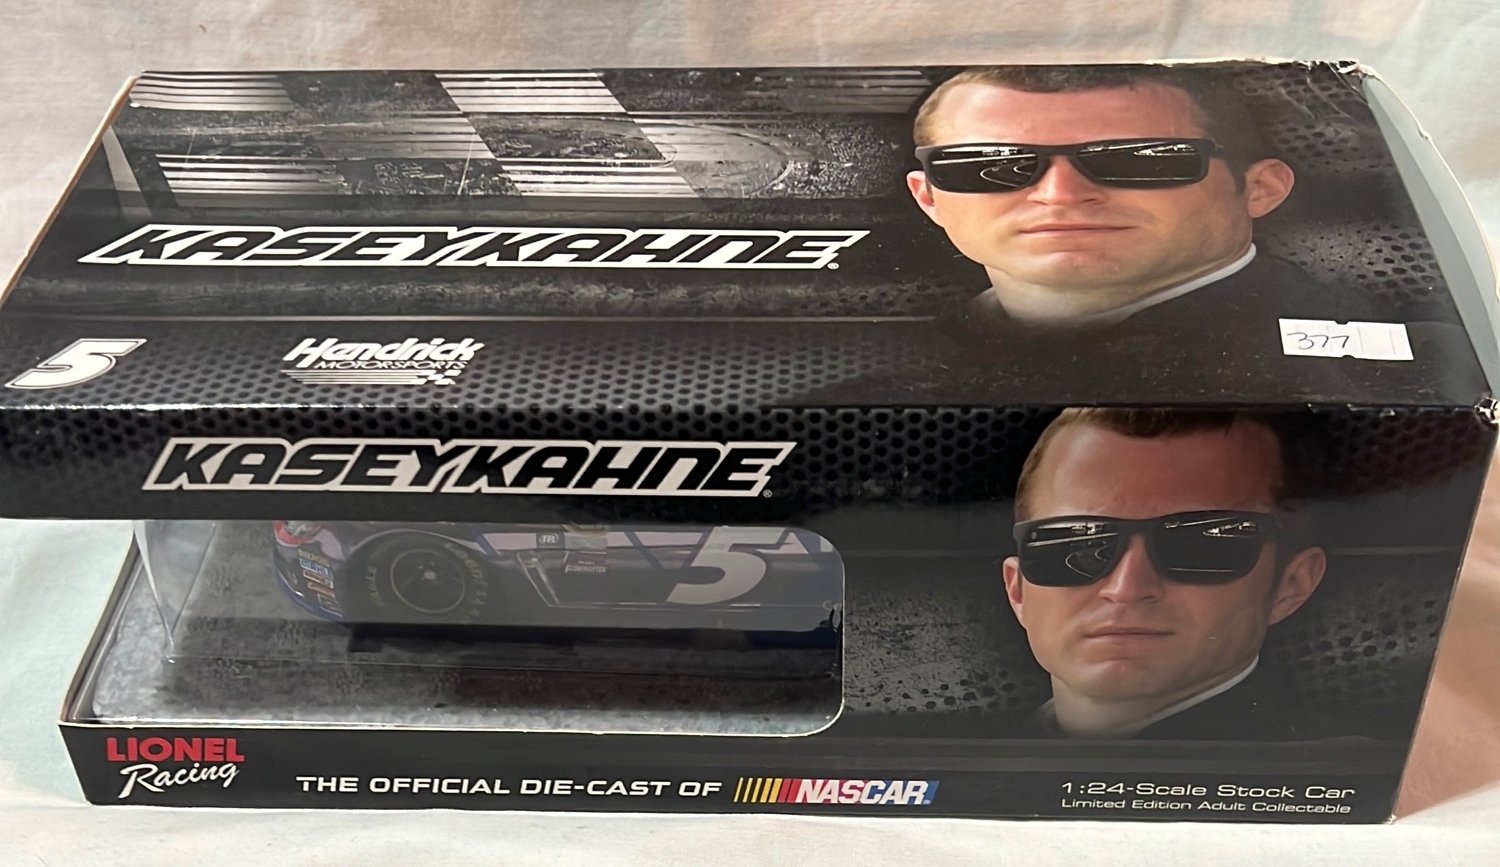 KASEYKAHNE®
5
Hendrick
MOTORSPORTS
377
KASEYKAHNE®
5
LIONEL
Racing
THE OFFICIAL DIE-CAST OF NASCAR.
1:24-Scale Stock Car
Limited Edition Adult Collectable